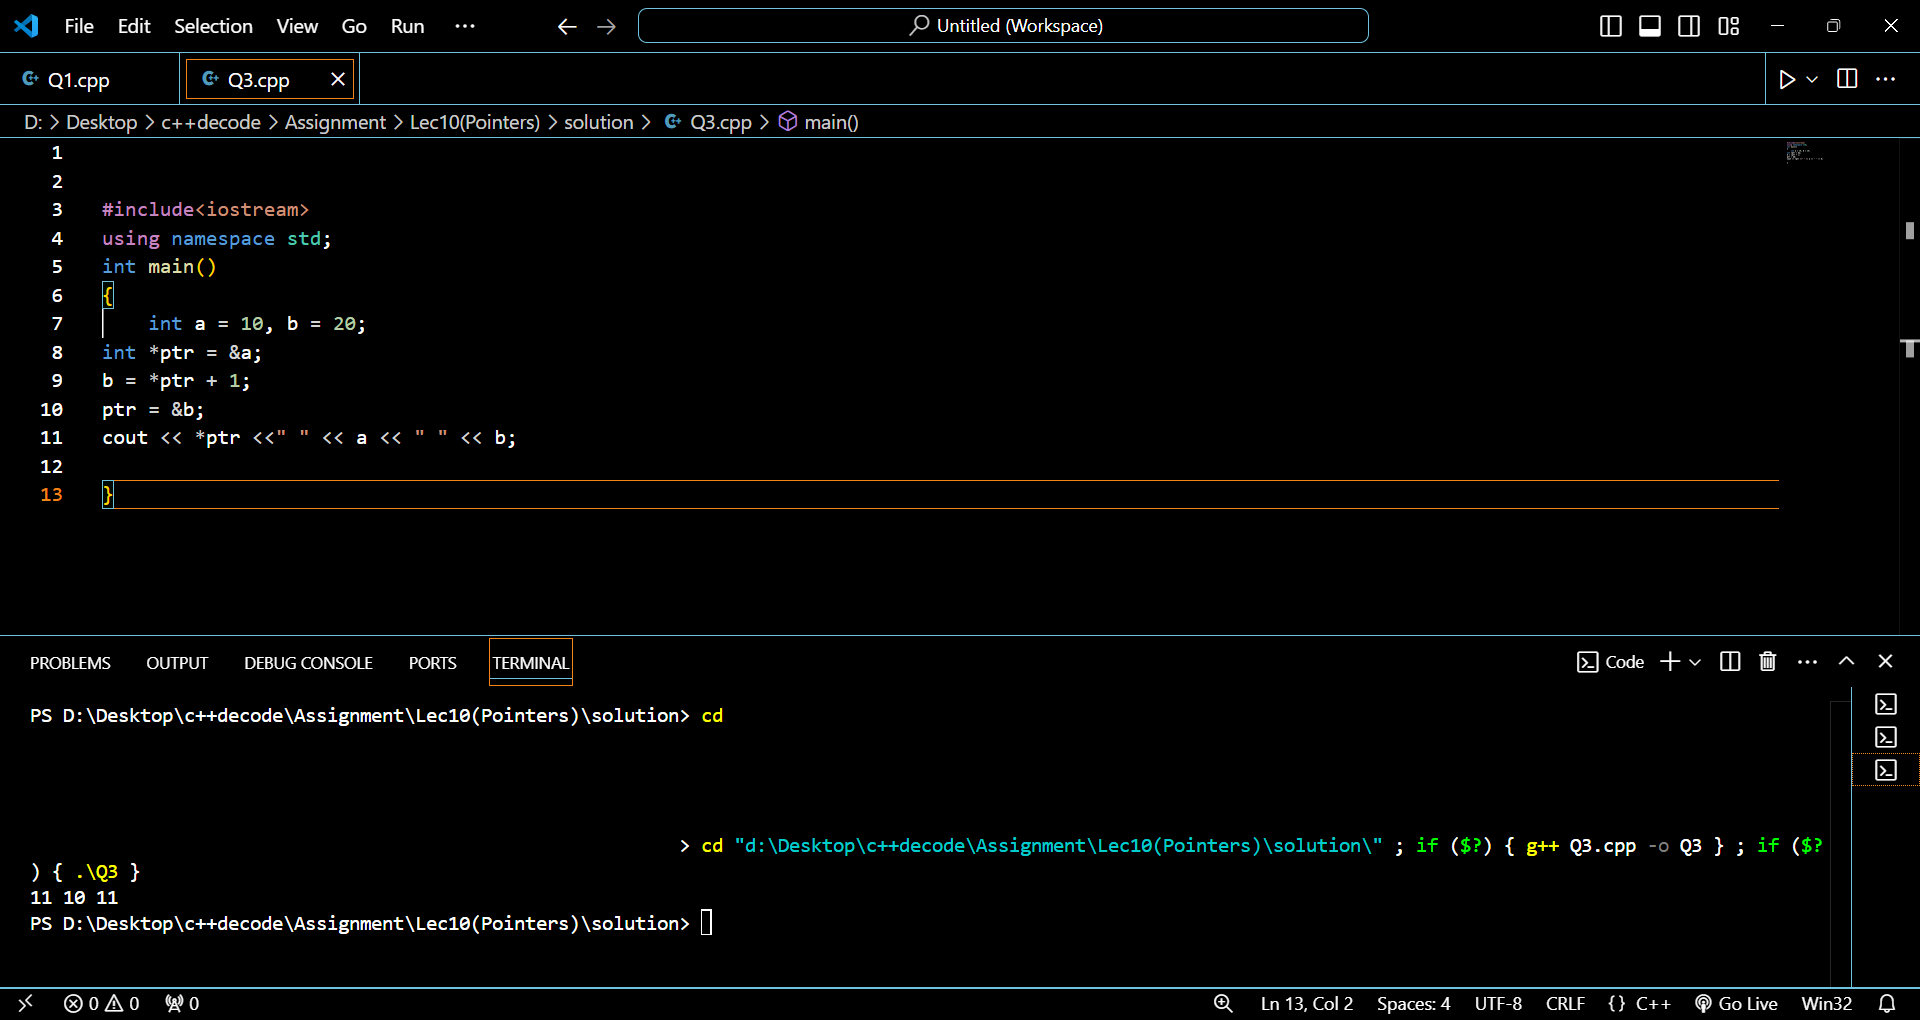 File Edit Selection View Go Run ··· Untitled (Workspace)
Q1.cpp Q3.cpp
D: > Desktop > c++decode > Assignment > Lec10(Pointers) > solution > Q3.cpp > main()
1
2
3 #include<iostream>
4 using namespace std;
5 int main()
6 {
7 int a = 10, b = 20;
8 int *ptr = &a;
9 b = *ptr + 1;
10 ptr = &b;
11 cout << *ptr <<" " << a << " " << b;
12
13 }
PROBLEMS OUTPUT DEBUG CONSOLE PORTS TERMINAL Code
PS D:\Desktop\c++decode\Assignment\Lec10(Pointers)\solution> cd
> cd "d:\Desktop\c++decode\Assignment\Lec10(Pointers)\solution\" ; if ($?) { g++ Q3.cpp -o Q3 } ; if ($?
) { .\Q3 }
11 10 11
PS D:\Desktop\c++decode\Assignment\Lec10(Pointers)\solution>
0 0 0 Ln 13, Col 2 Spaces: 4 UTF-8 CRLF {} C++ Go Live Win32